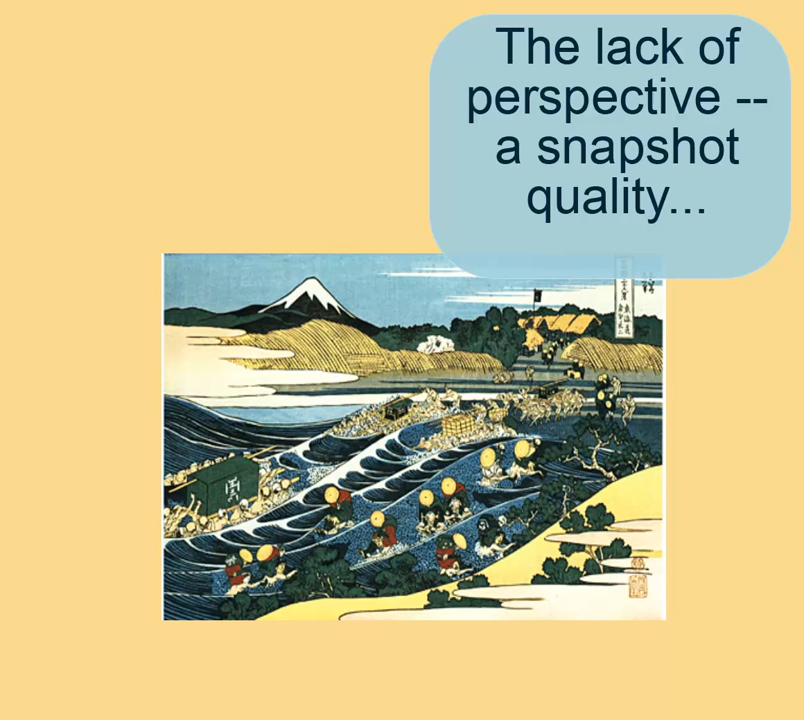 The lack of
perspective --
a snapshot
quality...